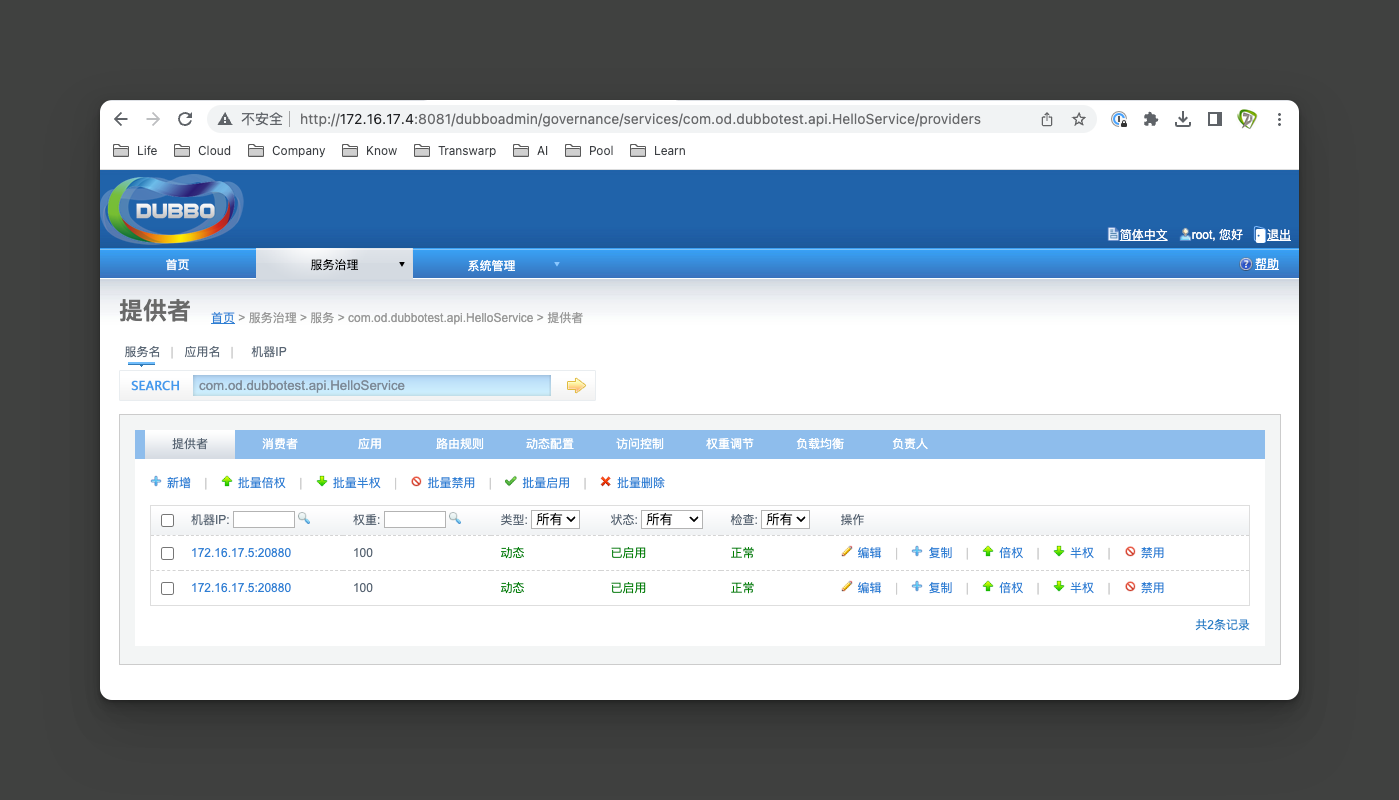 不安全 http://172.16.17.4:8081/dubboadmin/governance/services/com.od.dubbotest.api.HelloService/providers
Life Cloud Company Know Transwarp AI Pool Learn
DUBBO
简体中文 root, 您好 退出
首页 服务治理 ▼ 系统管理 ▼ 帮助
提供者 首页 > 服务治理 > 服务 > com.od.dubbotest.api.HelloService > 提供者
服务名 | 应用名 | 机器IP
SEARCH com.od.dubbotest.api.HelloService
提供者 消费者 应用 路由规则 动态配置 访问控制 权重调节 负载均衡 负责人
新增 | 批量倍权 | 批量半权 | 批量禁用 | 批量启用 | 批量删除
机器IP: 权重: 类型: 所有 状态: 所有 检查: 所有 操作
172.16.17.5:20880 100 动态 已启用 正常 编辑 | 复制 | 倍权 | 半权 | 禁用
172.16.17.5:20880 100 动态 已启用 正常 编辑 | 复制 | 倍权 | 半权 | 禁用
共2条记录